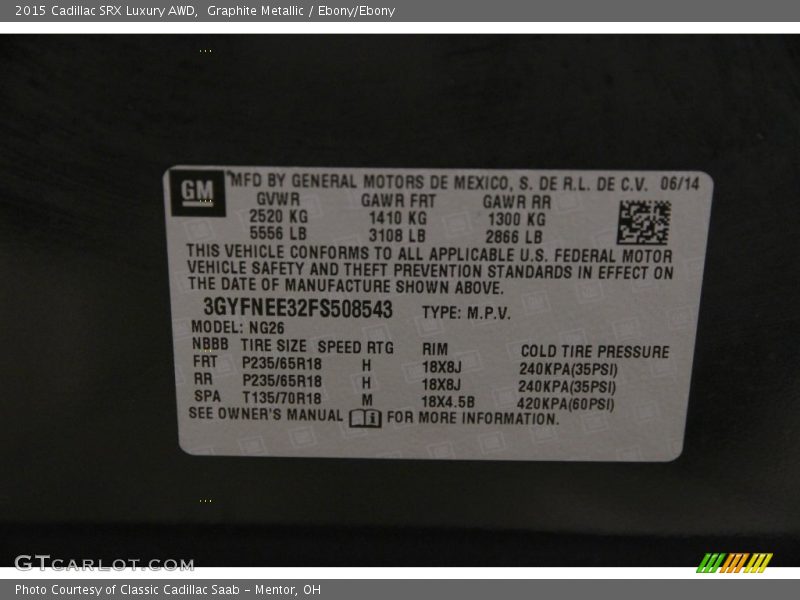 2015 Cadillac SRX Luxury AWD, Graphite Metallic / Ebony/Ebony
GM MFD BY GENERAL MOTORS DE MEXICO, S. DE R.L. DE C.V. 06/14
GVWR GAWR FRT GAWR RR
2520 KG 1410 KG 1300 KG
5556 LB 3108 LB 2866 LB
THIS VEHICLE CONFORMS TO ALL APPLICABLE U.S. FEDERAL MOTOR
VEHICLE SAFETY AND THEFT PREVENTION STANDARDS IN EFFECT ON
THE DATE OF MANUFACTURE SHOWN ABOVE.
3GYFNEE32FS508543 TYPE: M.P.V.
MODEL: NG26
NBBB TIRE SIZE SPEED RTG RIM COLD TIRE PRESSURE
FRT P235/65R18 H 18X8J 240KPA(35PSI)
RR P235/65R18 H 18X8J 240KPA(35PSI)
SPA T135/70R18 M 18X4.5B 420KPA(60PSI)
SEE OWNER'S MANUAL FOR MORE INFORMATION.
GTCARLOT.COM
Photo Courtesy of Classic Cadillac Saab - Mentor, OH